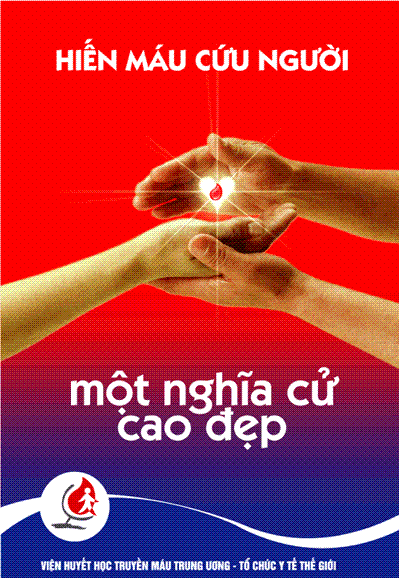 HIẾN MÁU CỨU NGƯỜI
một nghĩa cử
cao đẹp
VIỆN HUYẾT HỌC TRUYỀN MÁU TRUNG ƯƠNG - TỔ CHỨC Y TẾ THẾ GIỚI